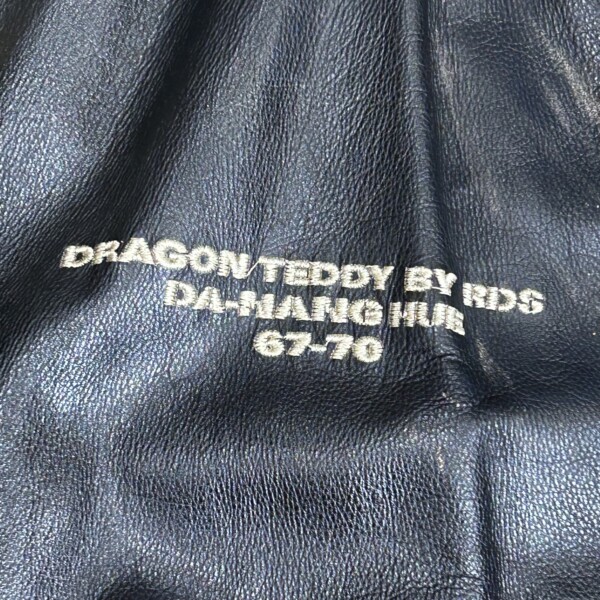 DRAGON/TEDDY BY RDS
DA-NANG HUE
67-70